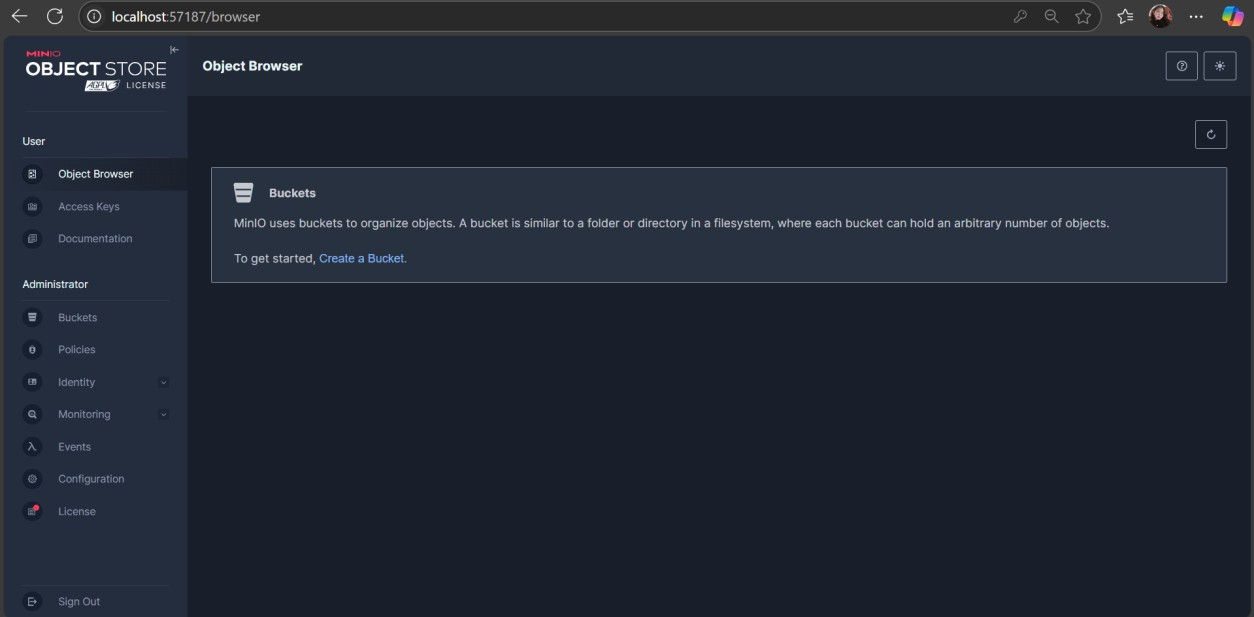 localhost:57187/browser
MINIO
OBJECT STORE
AGPLV3 LICENSE
Object Browser
User
Object Browser
Access Keys
Documentation
Administrator
Buckets
Policies
Identity
Monitoring
Events
Configuration
License
Sign Out
Buckets
MinIO uses buckets to organize objects. A bucket is similar to a folder or directory in a filesystem, where each bucket can hold an arbitrary number of objects.
To get started, Create a Bucket.